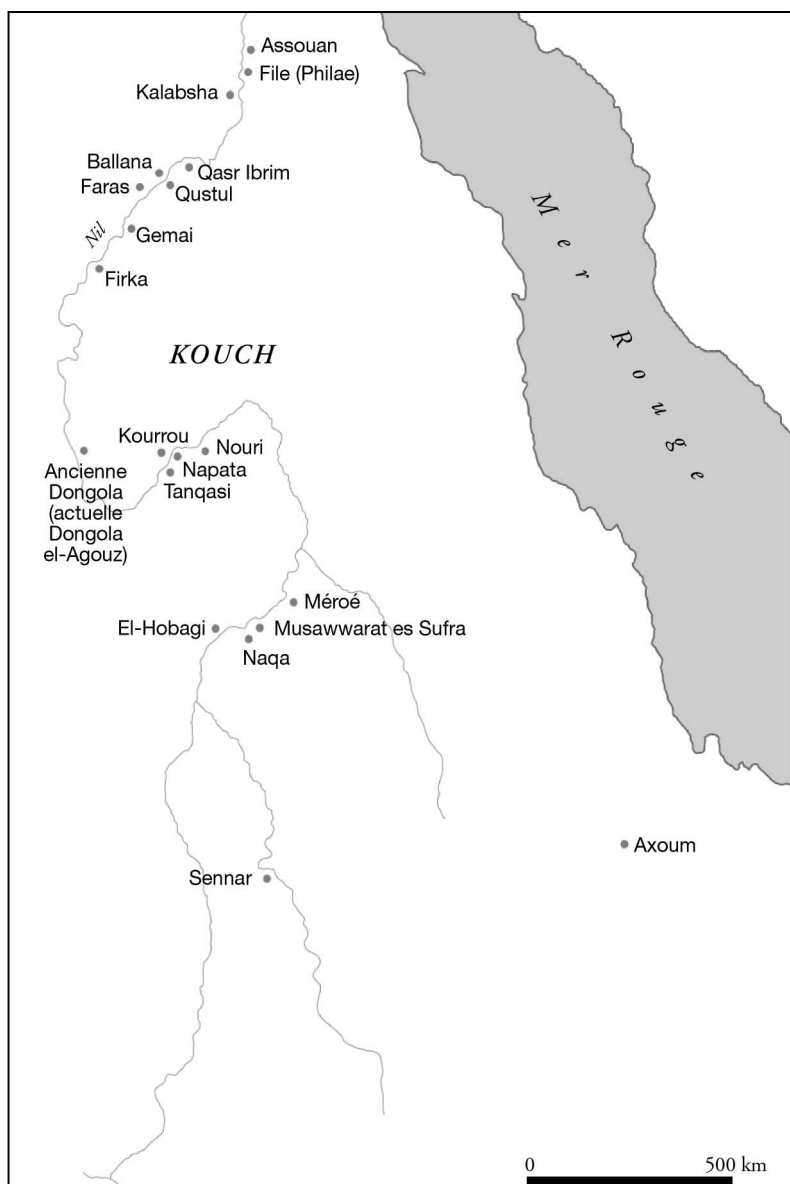 Assouan
File (Philae)
Kalabsha
Ballana
Qasr Ibrim
Faras
Qustul
Nil
Gemai
Firka
Mer Rouge
KOUCH
Kourrou
Nouri
Napata
Tanqasi
Ancienne
Dongola
(actuelle
Dongola
el-Agouz)
Méroé
El-Hobagi
Musawwarat es Sufra
Naqa
Axoum
Sennar
0 500 km